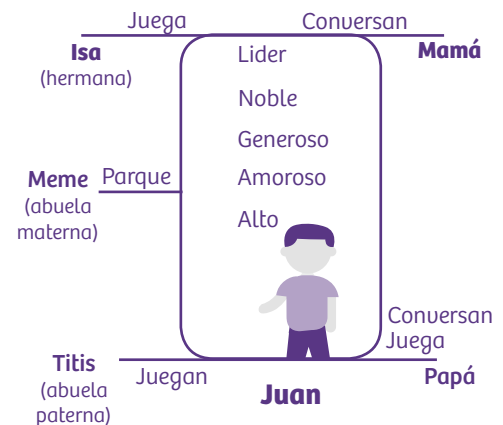 Juega
Conversan
Isa
(hermana)
Mamá
Lider
Noble
Generoso
Amoroso
Alto
Meme
(abuela
materna)
Parque
Conversan
Juega
Titis
(abuela
paterna)
Juegan
Juan
Papá